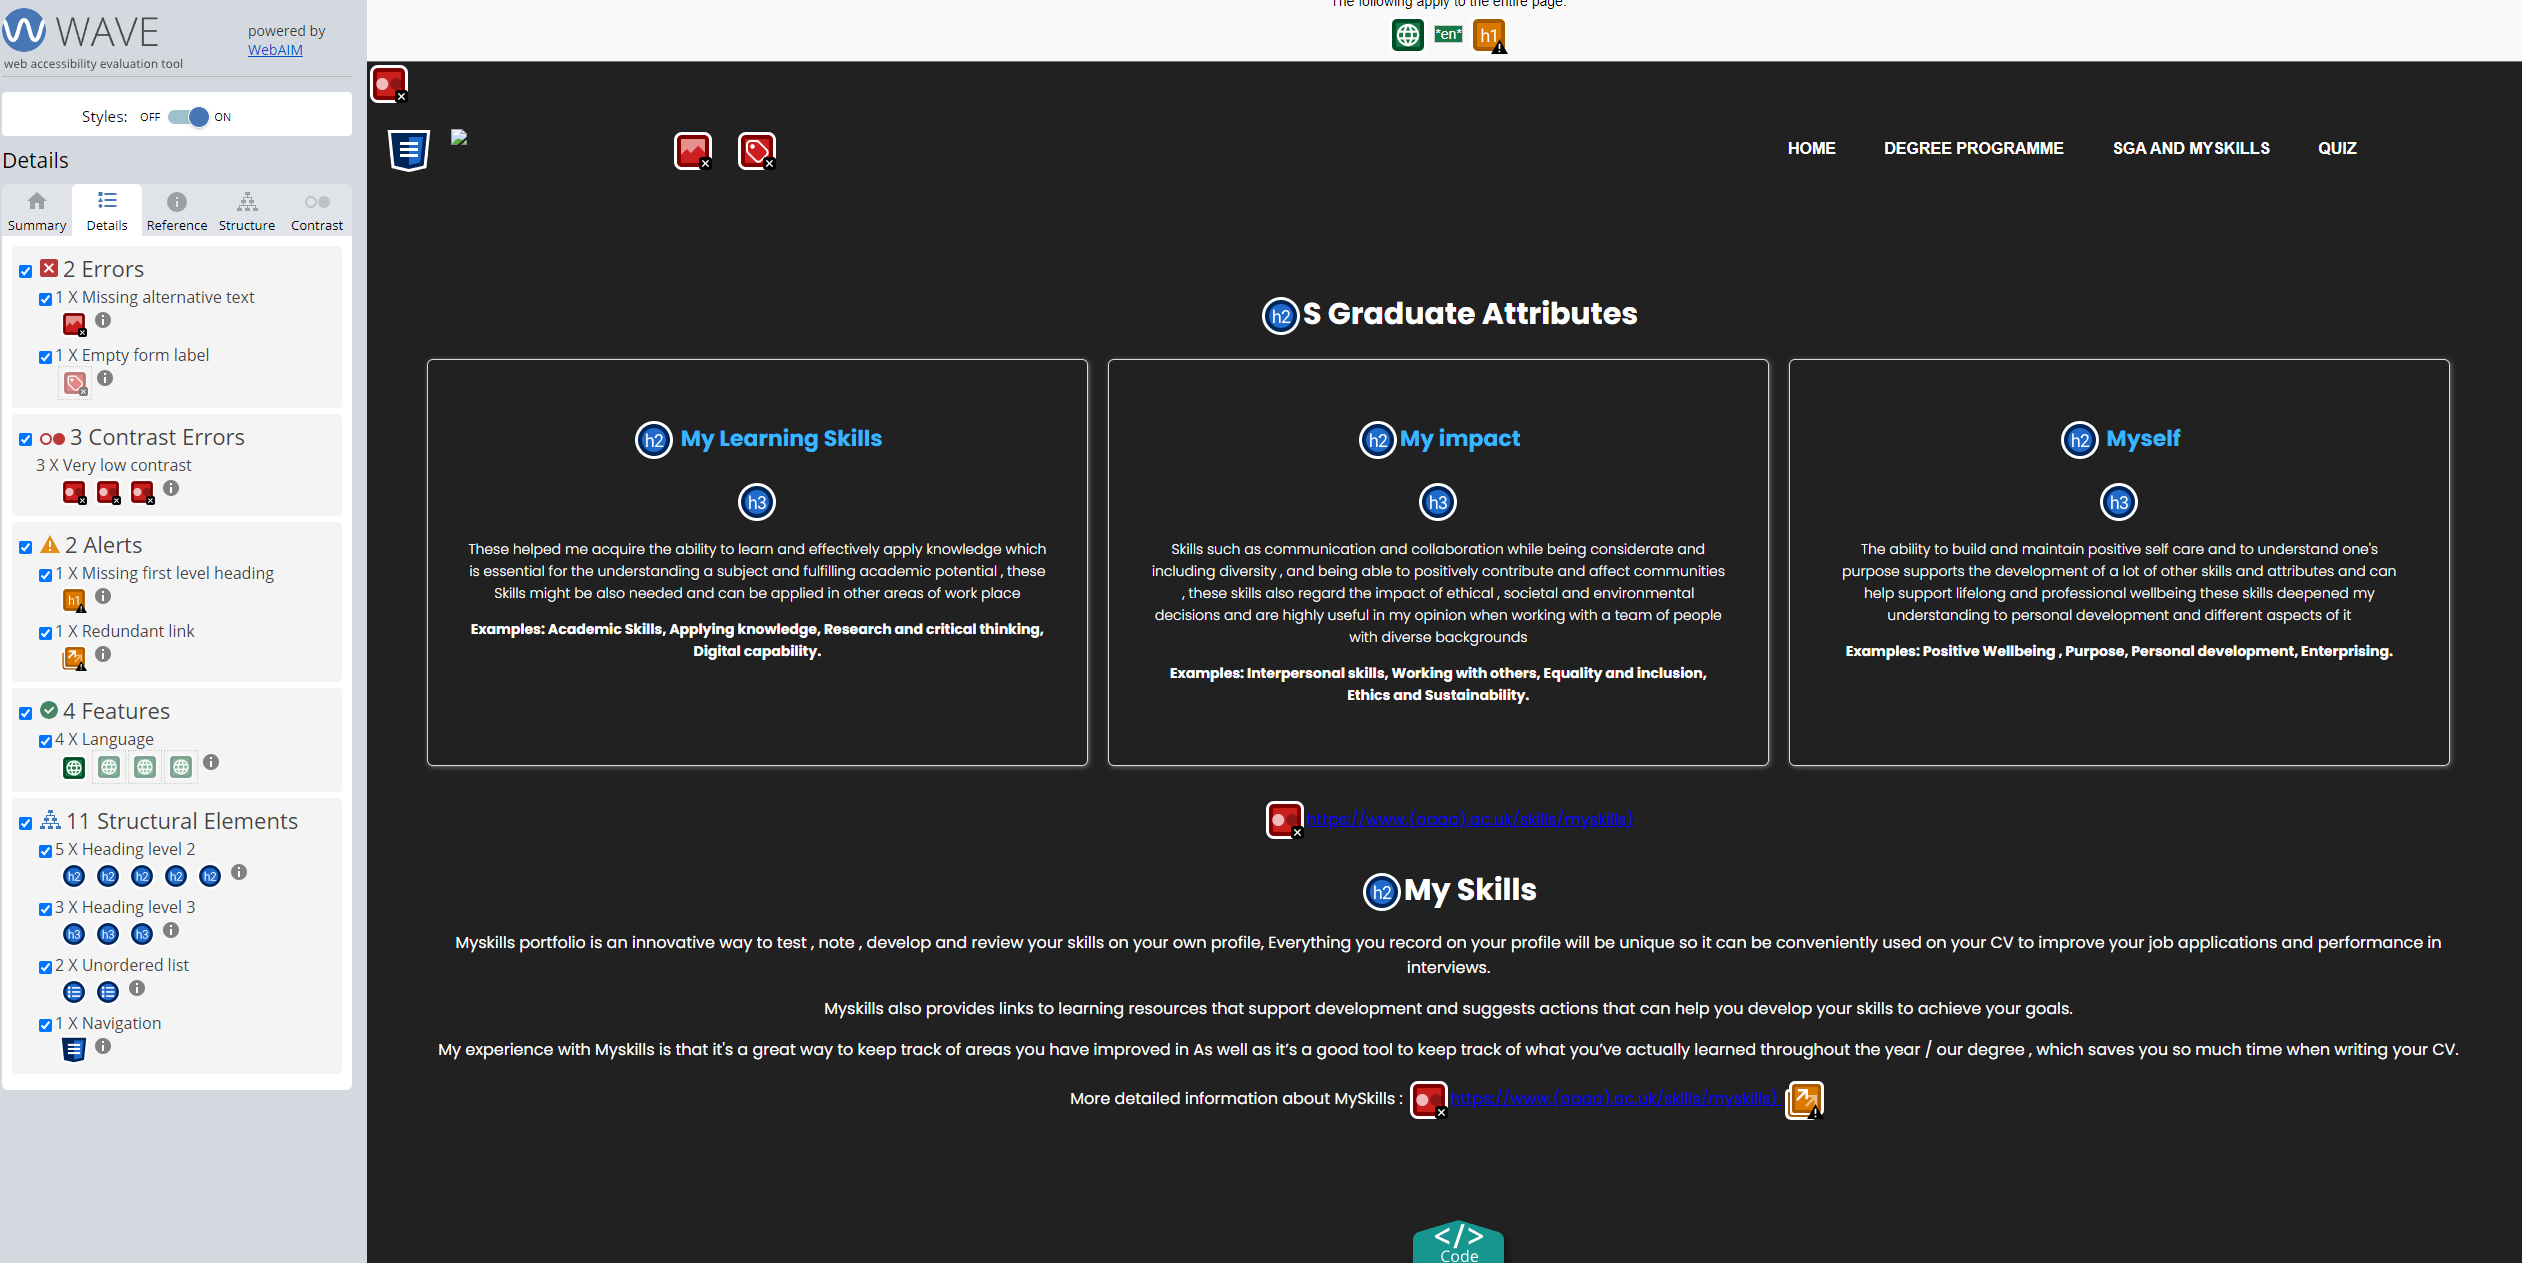 WAVE
powered by
WebAIM
web accessibility evaluation tool
Styles: OFF ON
Details
Summary Details Reference Structure Contrast
2 Errors
1 X Missing alternative text
1 X Empty form label
3 Contrast Errors
3 X Very low contrast
2 Alerts
1 X Missing first level heading
h1
1 X Redundant link
4 Features
4 X Language
11 Structural Elements
5 X Heading level 2
h2 h2 h2 h2 h2
3 X Heading level 3
h3 h3 h3
2 X Unordered list
1 X Navigation
The following apply to the entire page:
*en* h1
HOME DEGREE PROGRAMME SGA AND MYSKILLS QUIZ
h2 S Graduate Attributes
h2 My Learning Skills
h3
These helped me acquire the ability to learn and effectively apply knowledge which
is essential for the understanding a subject and fulfilling academic potential , these
Skills might be also needed and can be applied in other areas of work place
Examples: Academic Skills, Applying knowledge, Research and critical thinking,
Digital capability.
h2 My impact
h3
Skills such as communication and collaboration while being considerate and
including diversity , and being able to positively contribute and affect communities
, these skills also regard the impact of ethical , societal and environmental
decisions and are highly useful in my opinion when working with a team of people
with diverse backgrounds
Examples: Interpersonal skills, Working with others, Equality and inclusion,
Ethics and Sustainability.
h2 Myself
h3
The ability to build and maintain positive self care and to understand one's
purpose supports the development of a lot of other skills and attributes and can
help support lifelong and professional wellbeing these skills deepened my
understanding to personal development and different aspects of it
Examples: Positive Wellbeing , Purpose, Personal development, Enterprising.
https://www.(aaaa).ac.uk/skills/myskills)
h2 My Skills
Myskills portfolio is an innovative way to test , note , develop and review your skills on your own profile, Everything you record on your profile will be unique so it can be conveniently used on your CV to improve your job applications and performance in
interviews.
Myskills also provides links to learning resources that support development and suggests actions that can help you develop your skills to achieve your goals.
My experience with Myskills is that it's a great way to keep track of areas you have improved in As well as it’s a good tool to keep track of what you’ve actually learned throughout the year / our degree , which saves you so much time when writing your CV.
More detailed information about MySkills : https://www.(aaaa).ac.uk/skills/myskills)
</>
Code